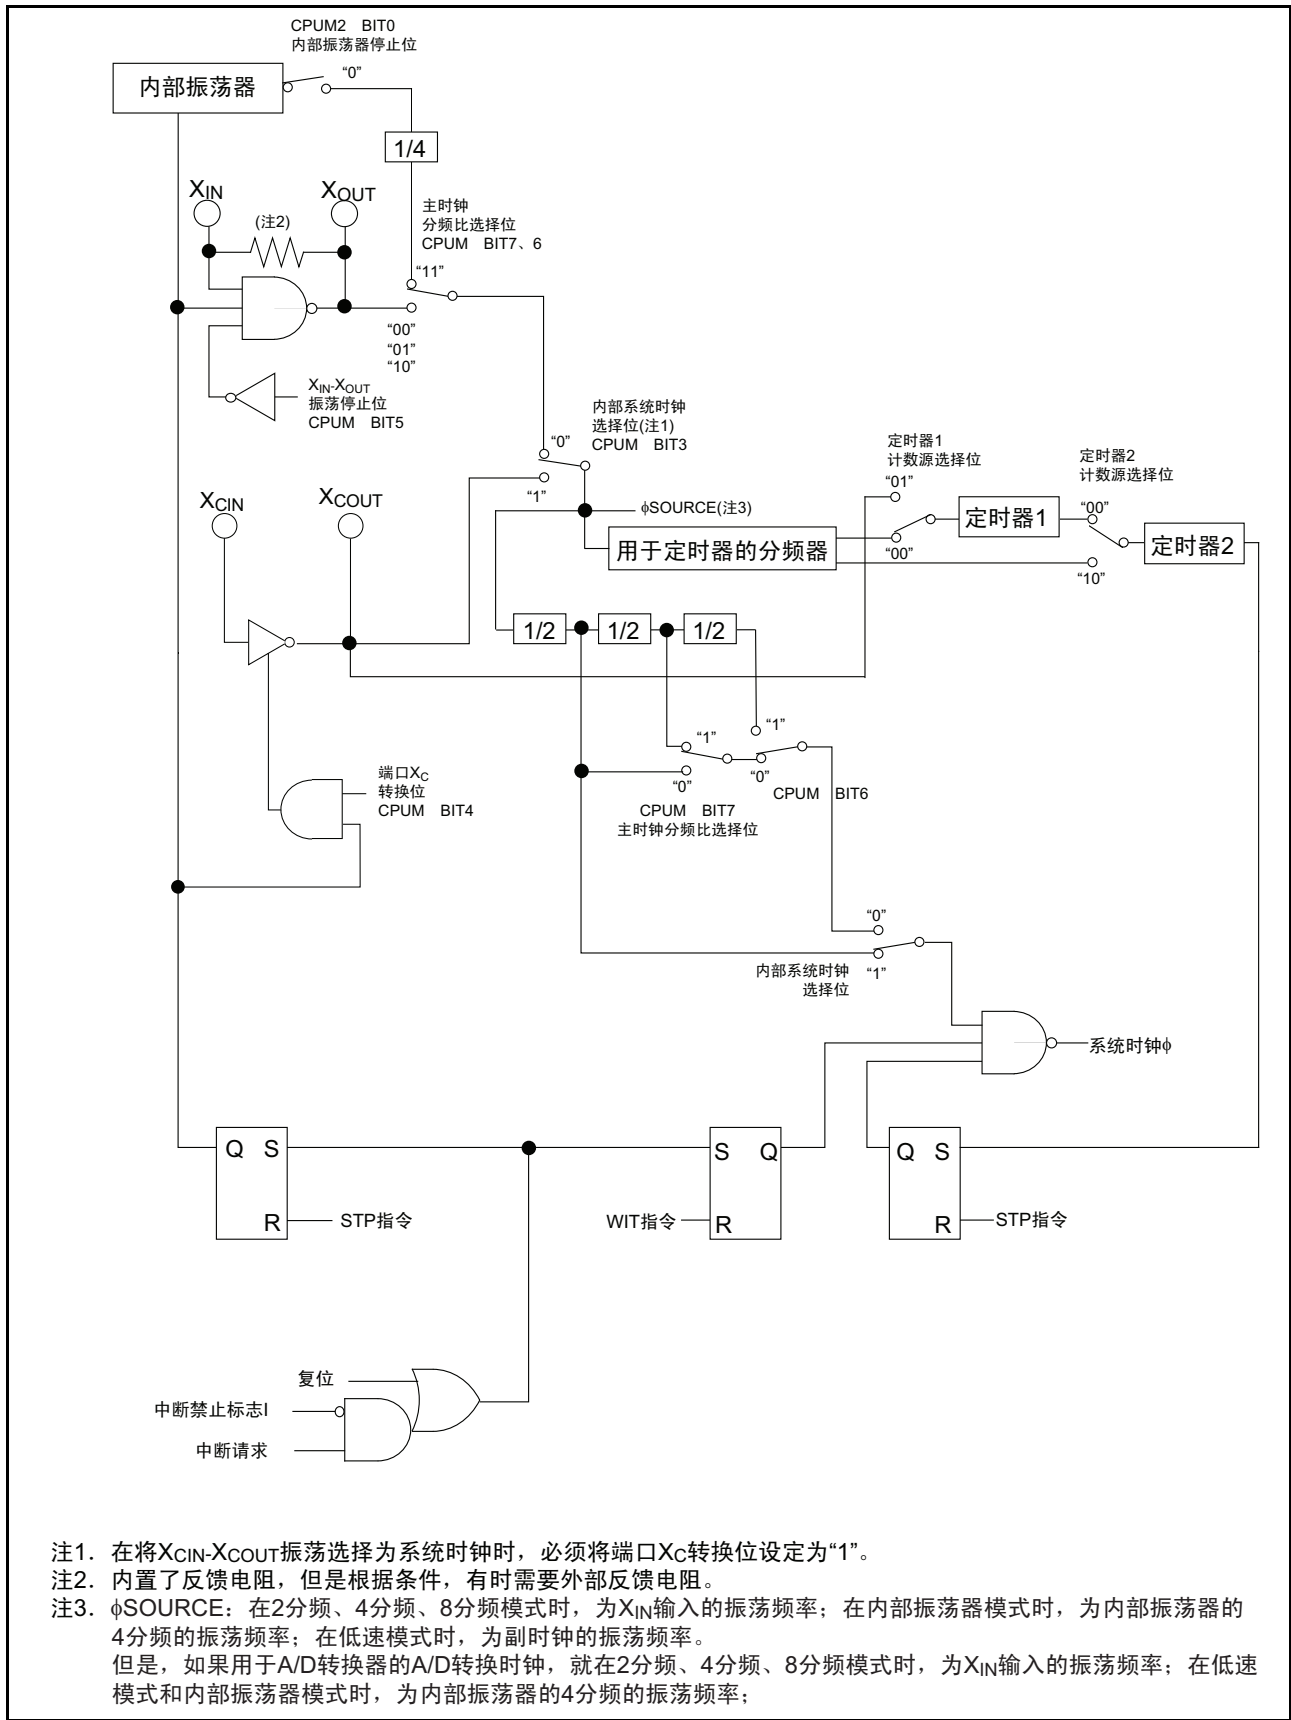 CPUM2 BIT0
内部振荡器停止位
“0”
内部振荡器
1/4
XIN
XOUT
(注2)
主时钟
分频比选择位
CPUM BIT7、6
“11”
“00”
“01”
“10”
XIN-XOUT
振荡停止位
CPUM BIT5
内部系统时钟
选择位(注1)
CPUM BIT3
“0”
“1”
定时器1
计数源选择位
“01”
定时器2
计数源选择位
XCIN
XCOUT
ϕSOURCE(注3)
用于定时器的分频器
“00”
定时器1
“00”
定时器2
“10”
1/2
1/2
1/2
“1”
“1”
“0”
“0”
CPUM BIT6
CPUM BIT7
主时钟分频比选择位
端口XC
转换位
CPUM BIT4
“0”
内部系统时钟
选择位
“1”
系统时钟ϕ
Q S
R
STP指令
S Q
WIT指令
R
Q S
R
STP指令
复位
中断禁止标志I
中断请求
注1. 在将XCIN-XCOUT振荡选择为系统时钟时，必须将端口XC转换位设定为“1”。
注2. 内置了反馈电阻，但是根据条件，有时需要外部反馈电阻。
注3. ϕSOURCE：在2分频、4分频、8分频模式时，为XIN输入的振荡频率；在内部振荡器模式时，为内部振荡器的
4分频的振荡频率；在低速模式时，为副时钟的振荡频率。
但是，如果用于A/D转换器的A/D转换时钟，就在2分频、4分频、8分频模式时，为XIN输入的振荡频率；在低速
模式和内部振荡器模式时，为内部振荡器的4分频的振荡频率；